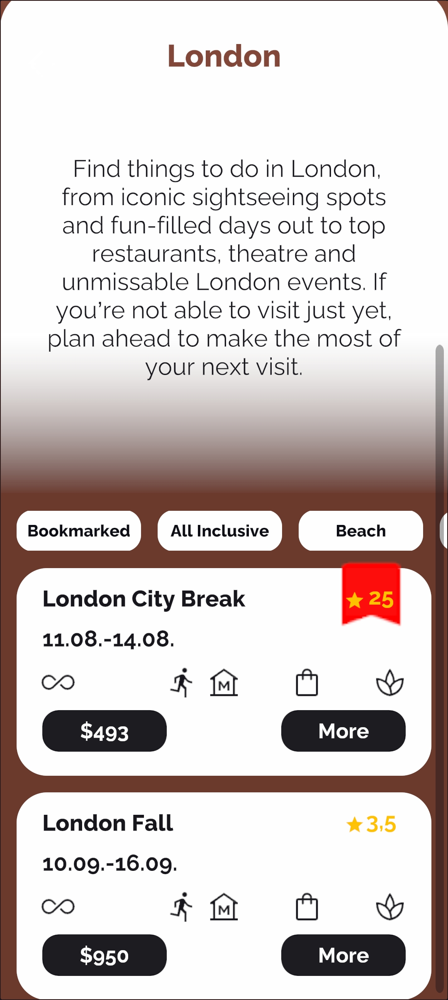 London
Find things to do in London,
from iconic sightseeing spots
and fun-filled days out to top
restaurants, theatre and
unmissable London events. If
you’re not able to visit just yet,
plan ahead to make the most of
your next visit.
Bookmarked All Inclusive Beach
London City Break 25
11.08.-14.08.
M
$493 More
London Fall 3,5
10.09.-16.09.
M
$950 More